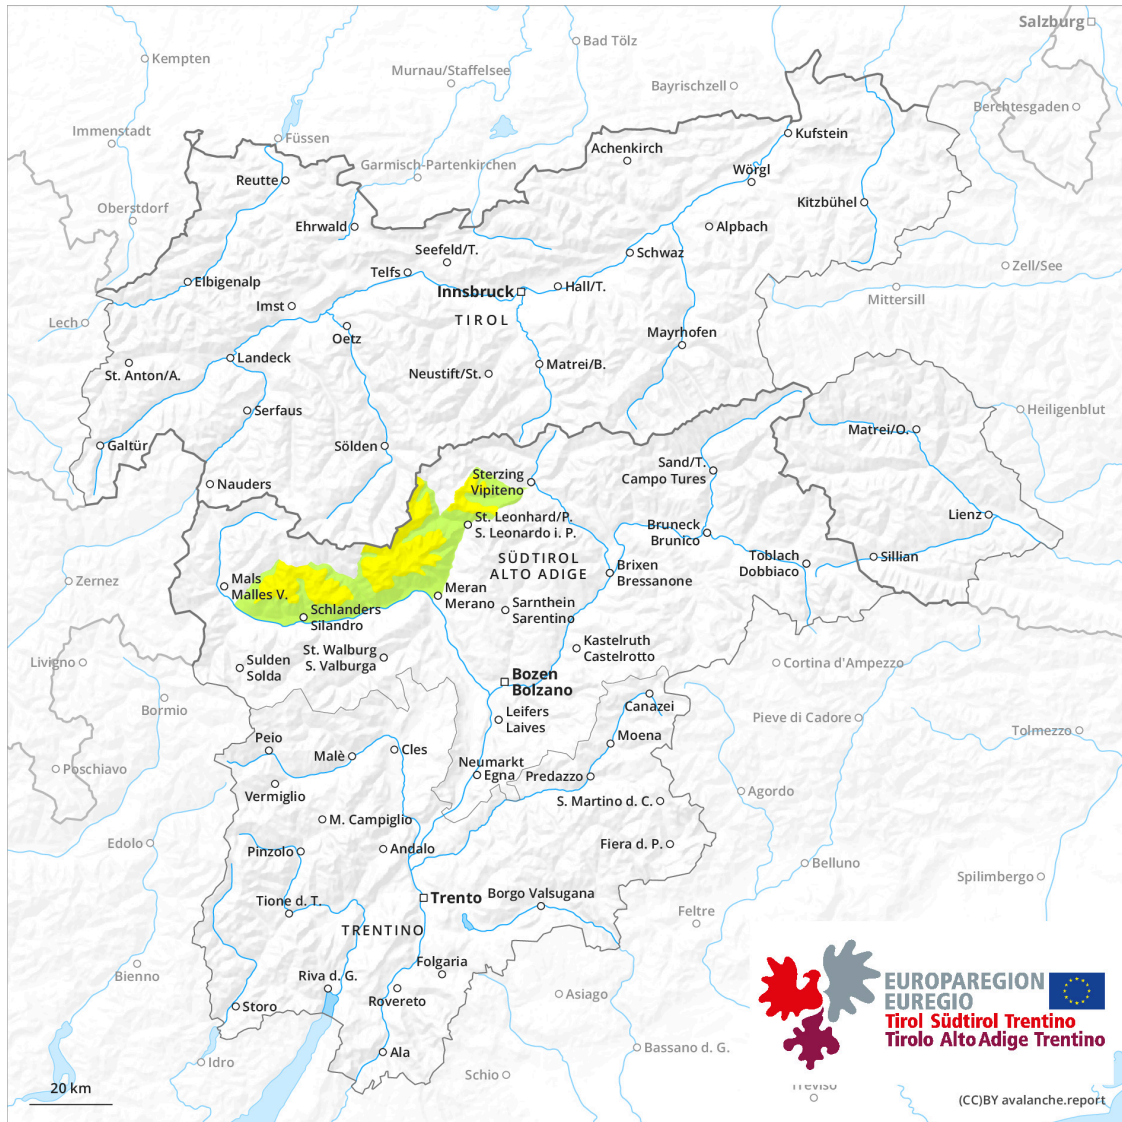 Salzburg
Bad Tölz
Kempten
Murnau/Staffelsee
Bayrischzell
Berchtesgaden
Immenstadt
Füssen
Kufstein
Achenkirch
Garmisch-Partenkirchen
Wörgl
Reutte
Kitzbühel
Oberstdorf
Ehrwald
Alpbach
Seefeld/T.
Schwaz
Zell/See
Telfs
Elbigenalp
Innsbruck
Hall/T.
Mittersill
Imst
TIROL
Lech
Oetz
Mayrhofen
Landeck
Matrei/B.
St. Anton/A.
Neustift/St.
Serfaus
Heiligenblut
Matrei/O.
Galtür
Sölden
Sand/T.
Campo Tures
Sterzing
Vipiteno
Nauders
St. Leonhard/P.
S. Leonardo i. P.
Lienz
Bruneck
Brunico
SÜDTIROL
ALTO ADIGE
Toblach
Dobbiaco
Sillian
Brixen
Bressanone
Zernez
Mals
Malles V.
Meran
Merano
Schlanders
Silandro
Sarnthein
Sarentino
St. Walburg
S. Valburga
Kastelruth
Castelrotto
Livigno
Sulden
Solda
Cortina d'Ampezzo
Bozen
Bolzano
Bormio
Canazei
Leifers
Laives
Pieve di Cadore
Tolmezzo
Peio
Moena
Malè
Cles
Neumarkt
Egna
Predazzo
Poschiavo
Vermiglio
S. Martino d. C.
Agordo
M. Campiglio
Edolo
Pinzolo
Andalo
Fiera d. P.
Belluno
Spilimbergo
Trento
Borgo Valsugana
Tione d. T.
Feltre
TRENTINO
Folgaria
Bienno
Riva d. G.
Rovereto
Asiago
Storo
EUROPAREGION
EUREGIO
Tirol Südtirol Trentino
Tirolo Alto Adige Trentino
Ala
Idro
Bassano d. G.
Schio
Treviso
20 km
(CC)BY avalanche.report